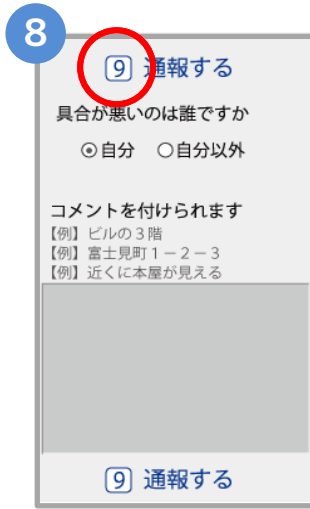 8
9 通報する
具合が悪いのは誰ですか
自分 自分以外
コメントを付けられます
【例】ビルの３階
【例】富士見町１－２－３
【例】近くに本屋が見える
9 通報する